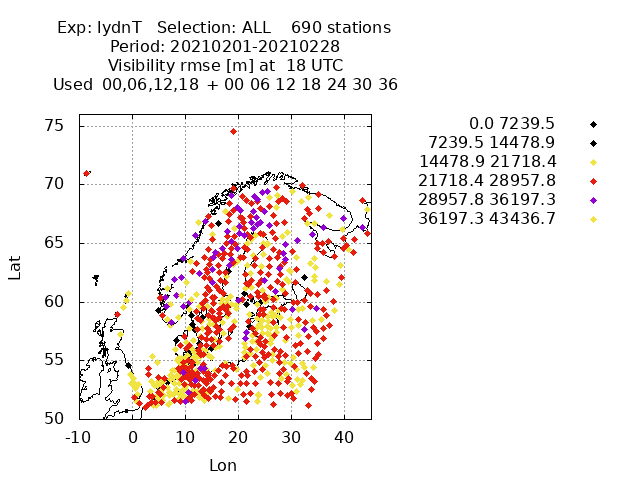 Exp: IydnT   Selection: ALL    690 stations
Period: 20210201-20210228
Visibility rmse [m] at  18 UTC
Used  00,06,12,18  + 00 06 12 18 24 30 36
0.0 7239.5
7239.5 14478.9
14478.9 21718.4
21718.4 28957.8
28957.8 36197.3
36197.3 43436.7
75
70
65
60
55
50
Lat
-10 0 10 20 30 40
Lon